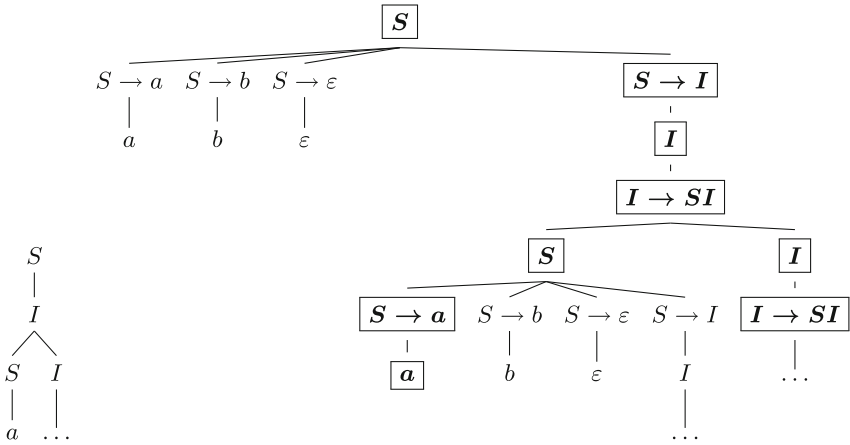 S
S → a S → b S → ε S → I
a b ε I
I → SI
S S I
I S → a S → b S → ε S → I I → SI
S I a b ε I ...
a ... ...